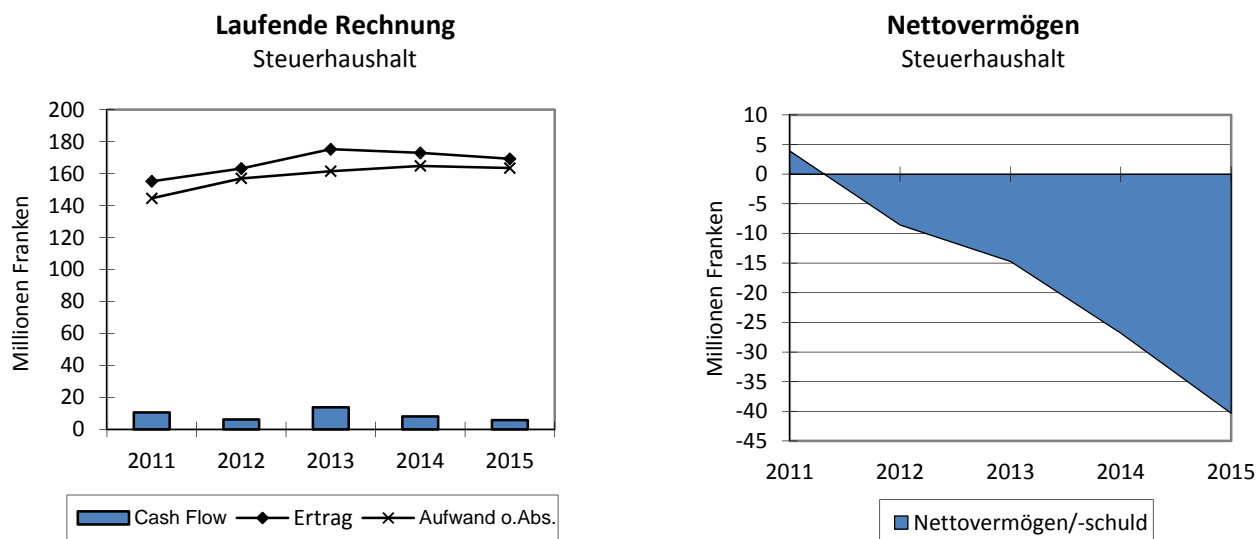 Laufende Rechnung
Steuerhaushalt
Millionen Franken
200
180
160
140
120
100
80
60
40
20
0
2011 2012 2013 2014 2015
Cash Flow Ertrag Aufwand o.Abs.
Nettovermögen
Steuerhaushalt
Millionen Franken
10
5
0
-5
-10
-15
-20
-25
-30
-35
-40
-45
2011 2012 2013 2014 2015
Nettovermögen/-schuld